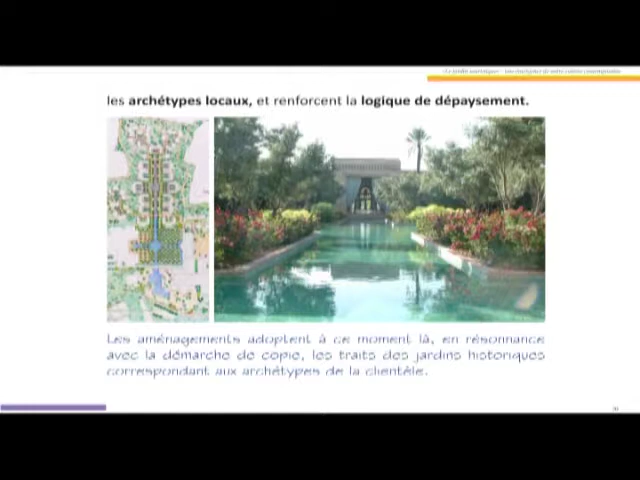 les archétypes locaux, et renforcent la logique de dépaysement.
Les aménagements adoptent à ce moment là, en résonnance
avec la démarche de copie, les traits des jardins historiques
correspondant aux archétypes de la clientèle.